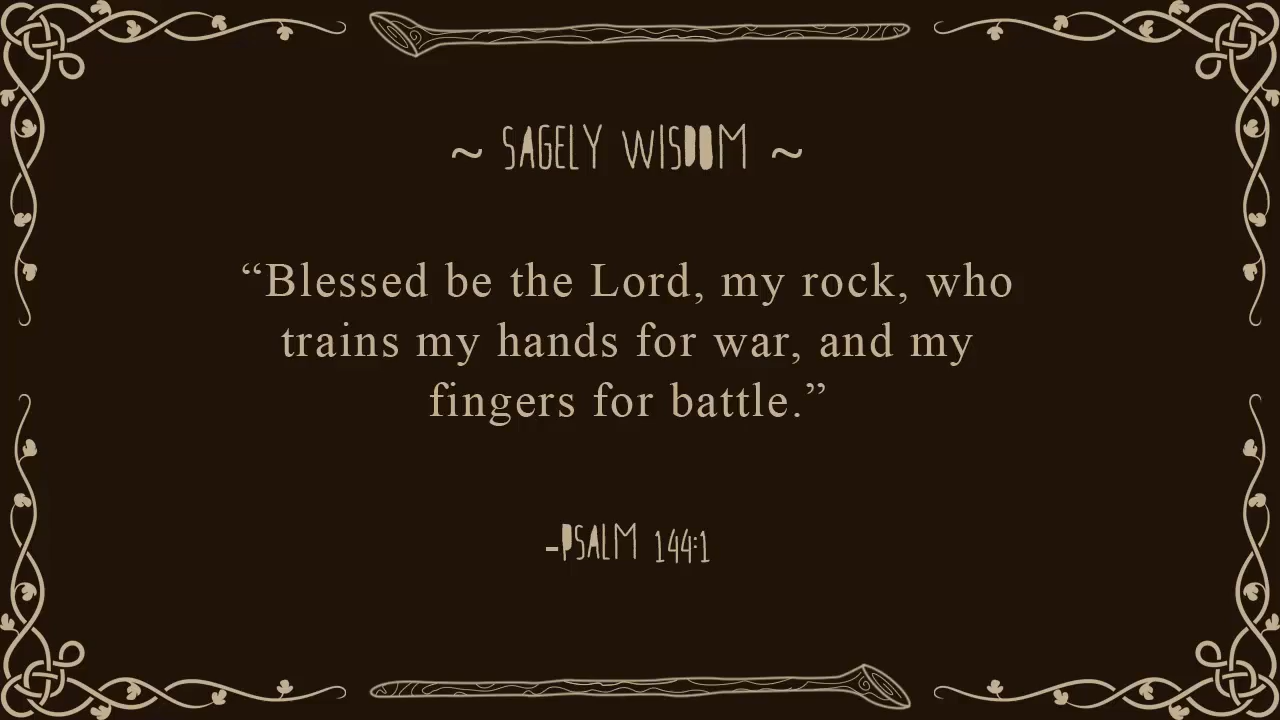 ~ SAGELY WISDOM ~
“Blessed be the Lord, my rock, who
trains my hands for war, and my
fingers for battle.”
-PSALM 144:1